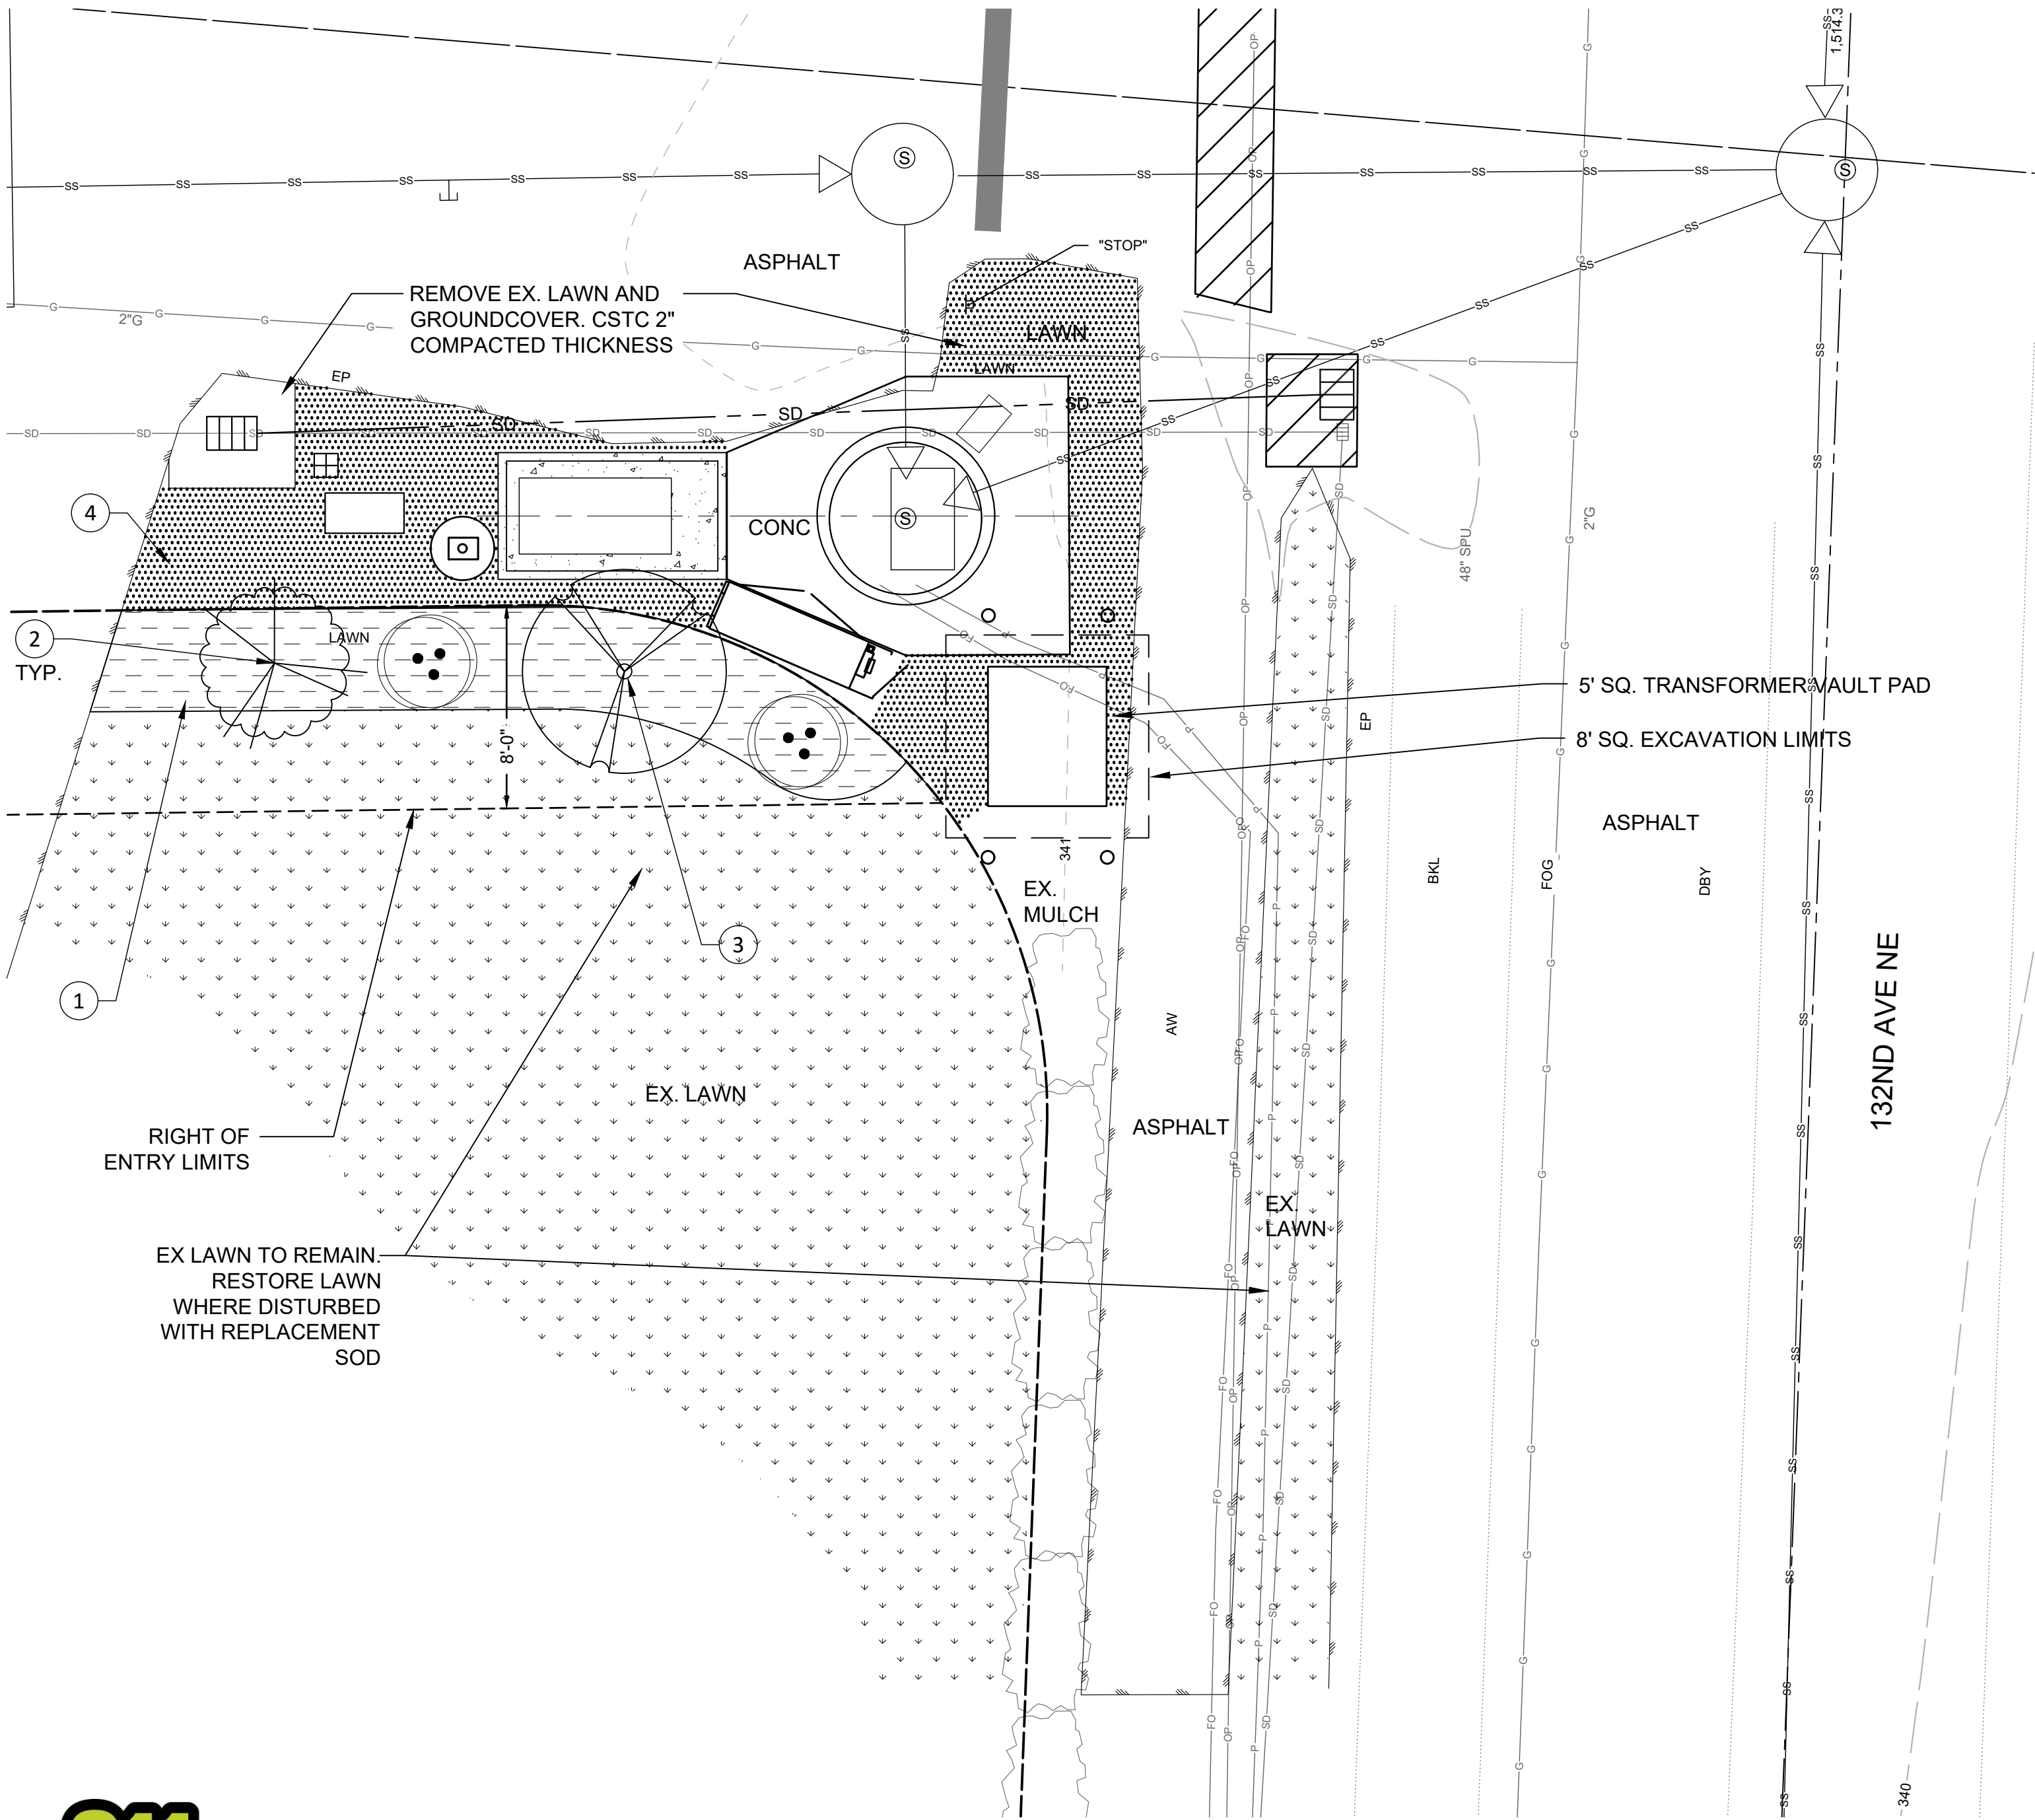 1,514.3
S
S
"STOP"
ASPHALT
REMOVE EX. LAWN AND
GROUNDCOVER. CSTC 2"
COMPACTED THICKNESS
2"G
LAWN
LAWN
EP
SD
SD
SD
4
CONC
S
48" SPU
2"G
2
TYP.
LAWN
8'-0"
5' SQ. TRANSFORMER VAULT PAD
EP
8' SQ. EXCAVATION LIMITS
ASPHALT
341
EX.
MULCH
BKL
FOG
DBY
3
1
AW
132ND AVE NE
EX. LAWN
ASPHALT
RIGHT OF
ENTRY LIMITS
EX.
LAWN
EX LAWN TO REMAIN.
RESTORE LAWN
WHERE DISTURBED
WITH REPLACEMENT
SOD
340